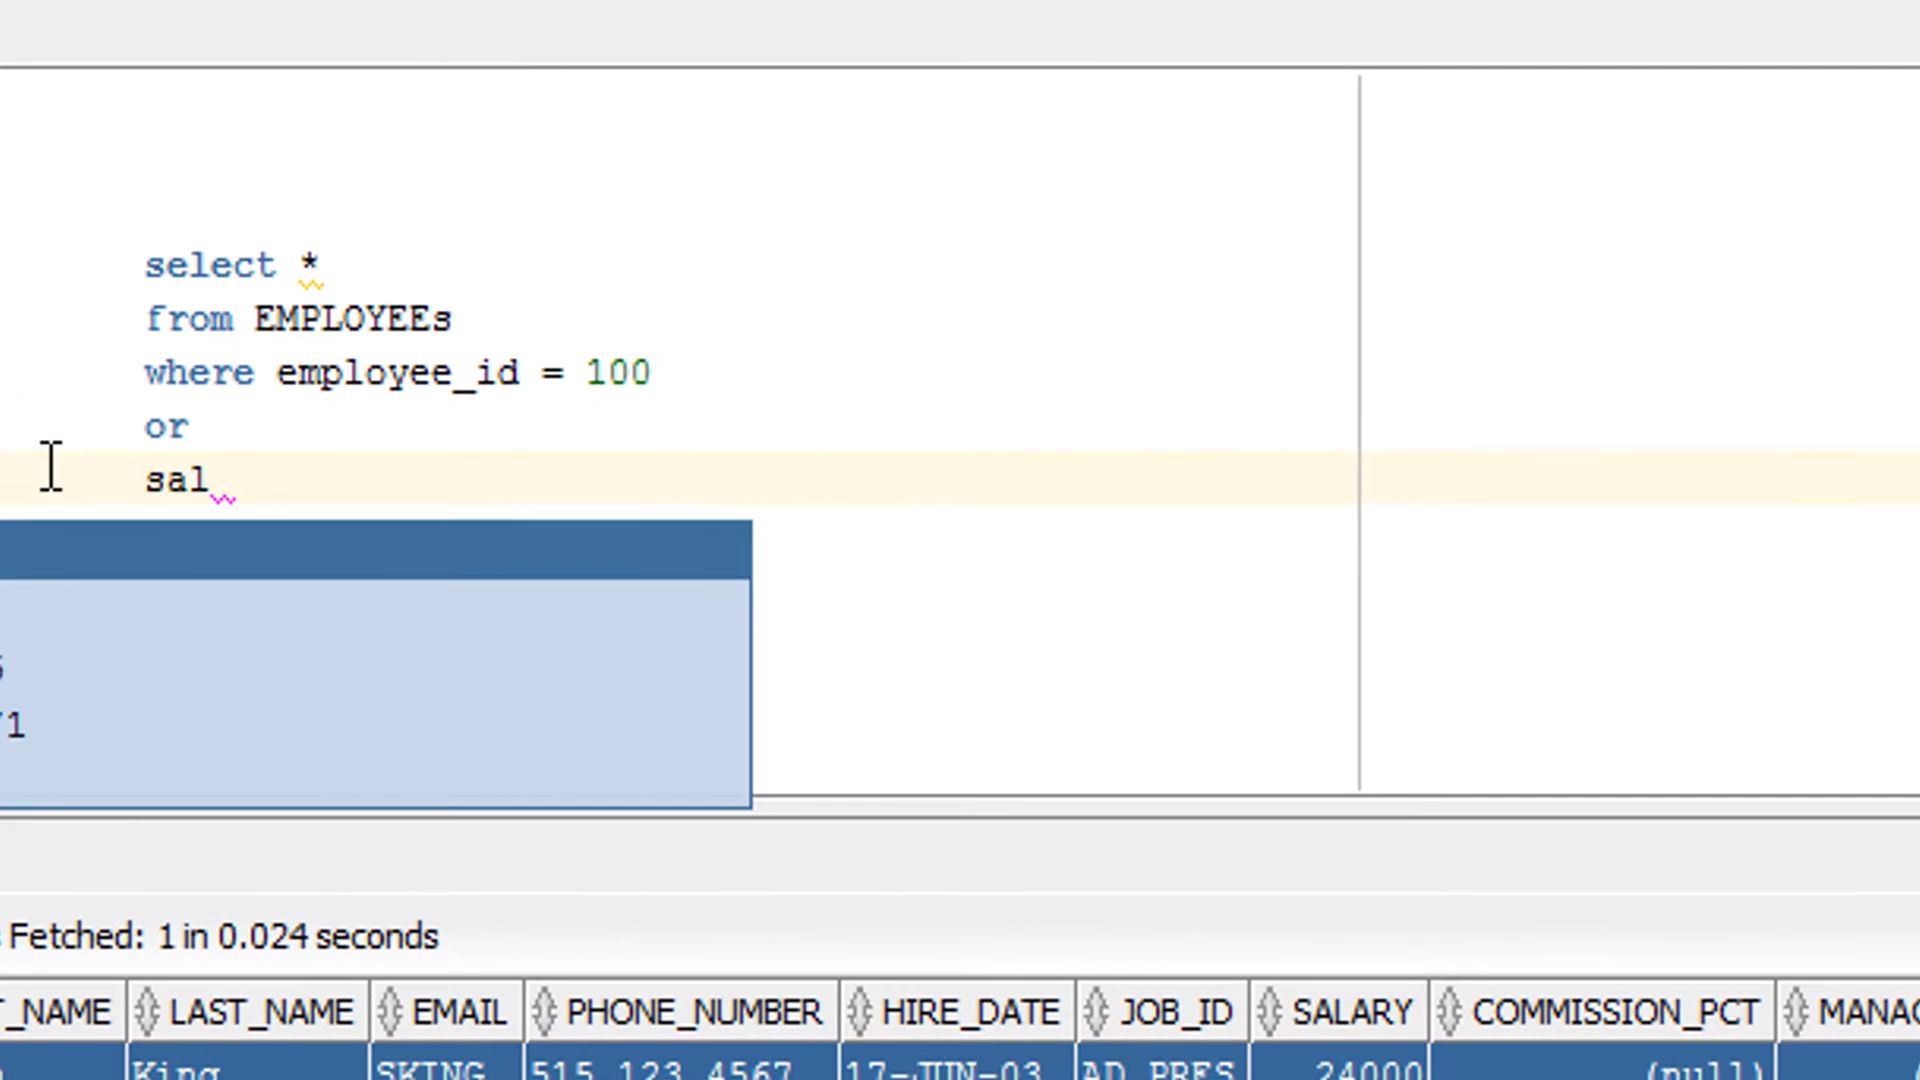 select *
from EMPLOYEEs
where employee_id = 100
or
sal
1
Fetched: 1 in 0.024 seconds
_NAME LAST_NAME EMAIL PHONE_NUMBER HIRE_DATE JOB_ID SALARY COMMISSION_PCT MANAG
King SKING 515.123.4567 17-JUN-03 AD_PRES 24000 (null)